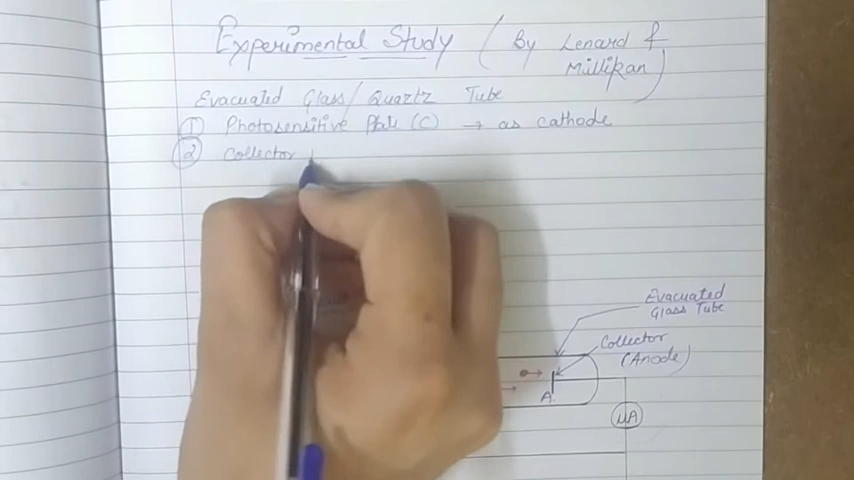 Experimental Study ( By Lenard &
Millikan )
Evacuated Glass/ Quartz Tube
① Photosensitive Plate (C) → as cathode
② Collector
Evacuated
Glass Tube
Collector
(Anode)
A
μA